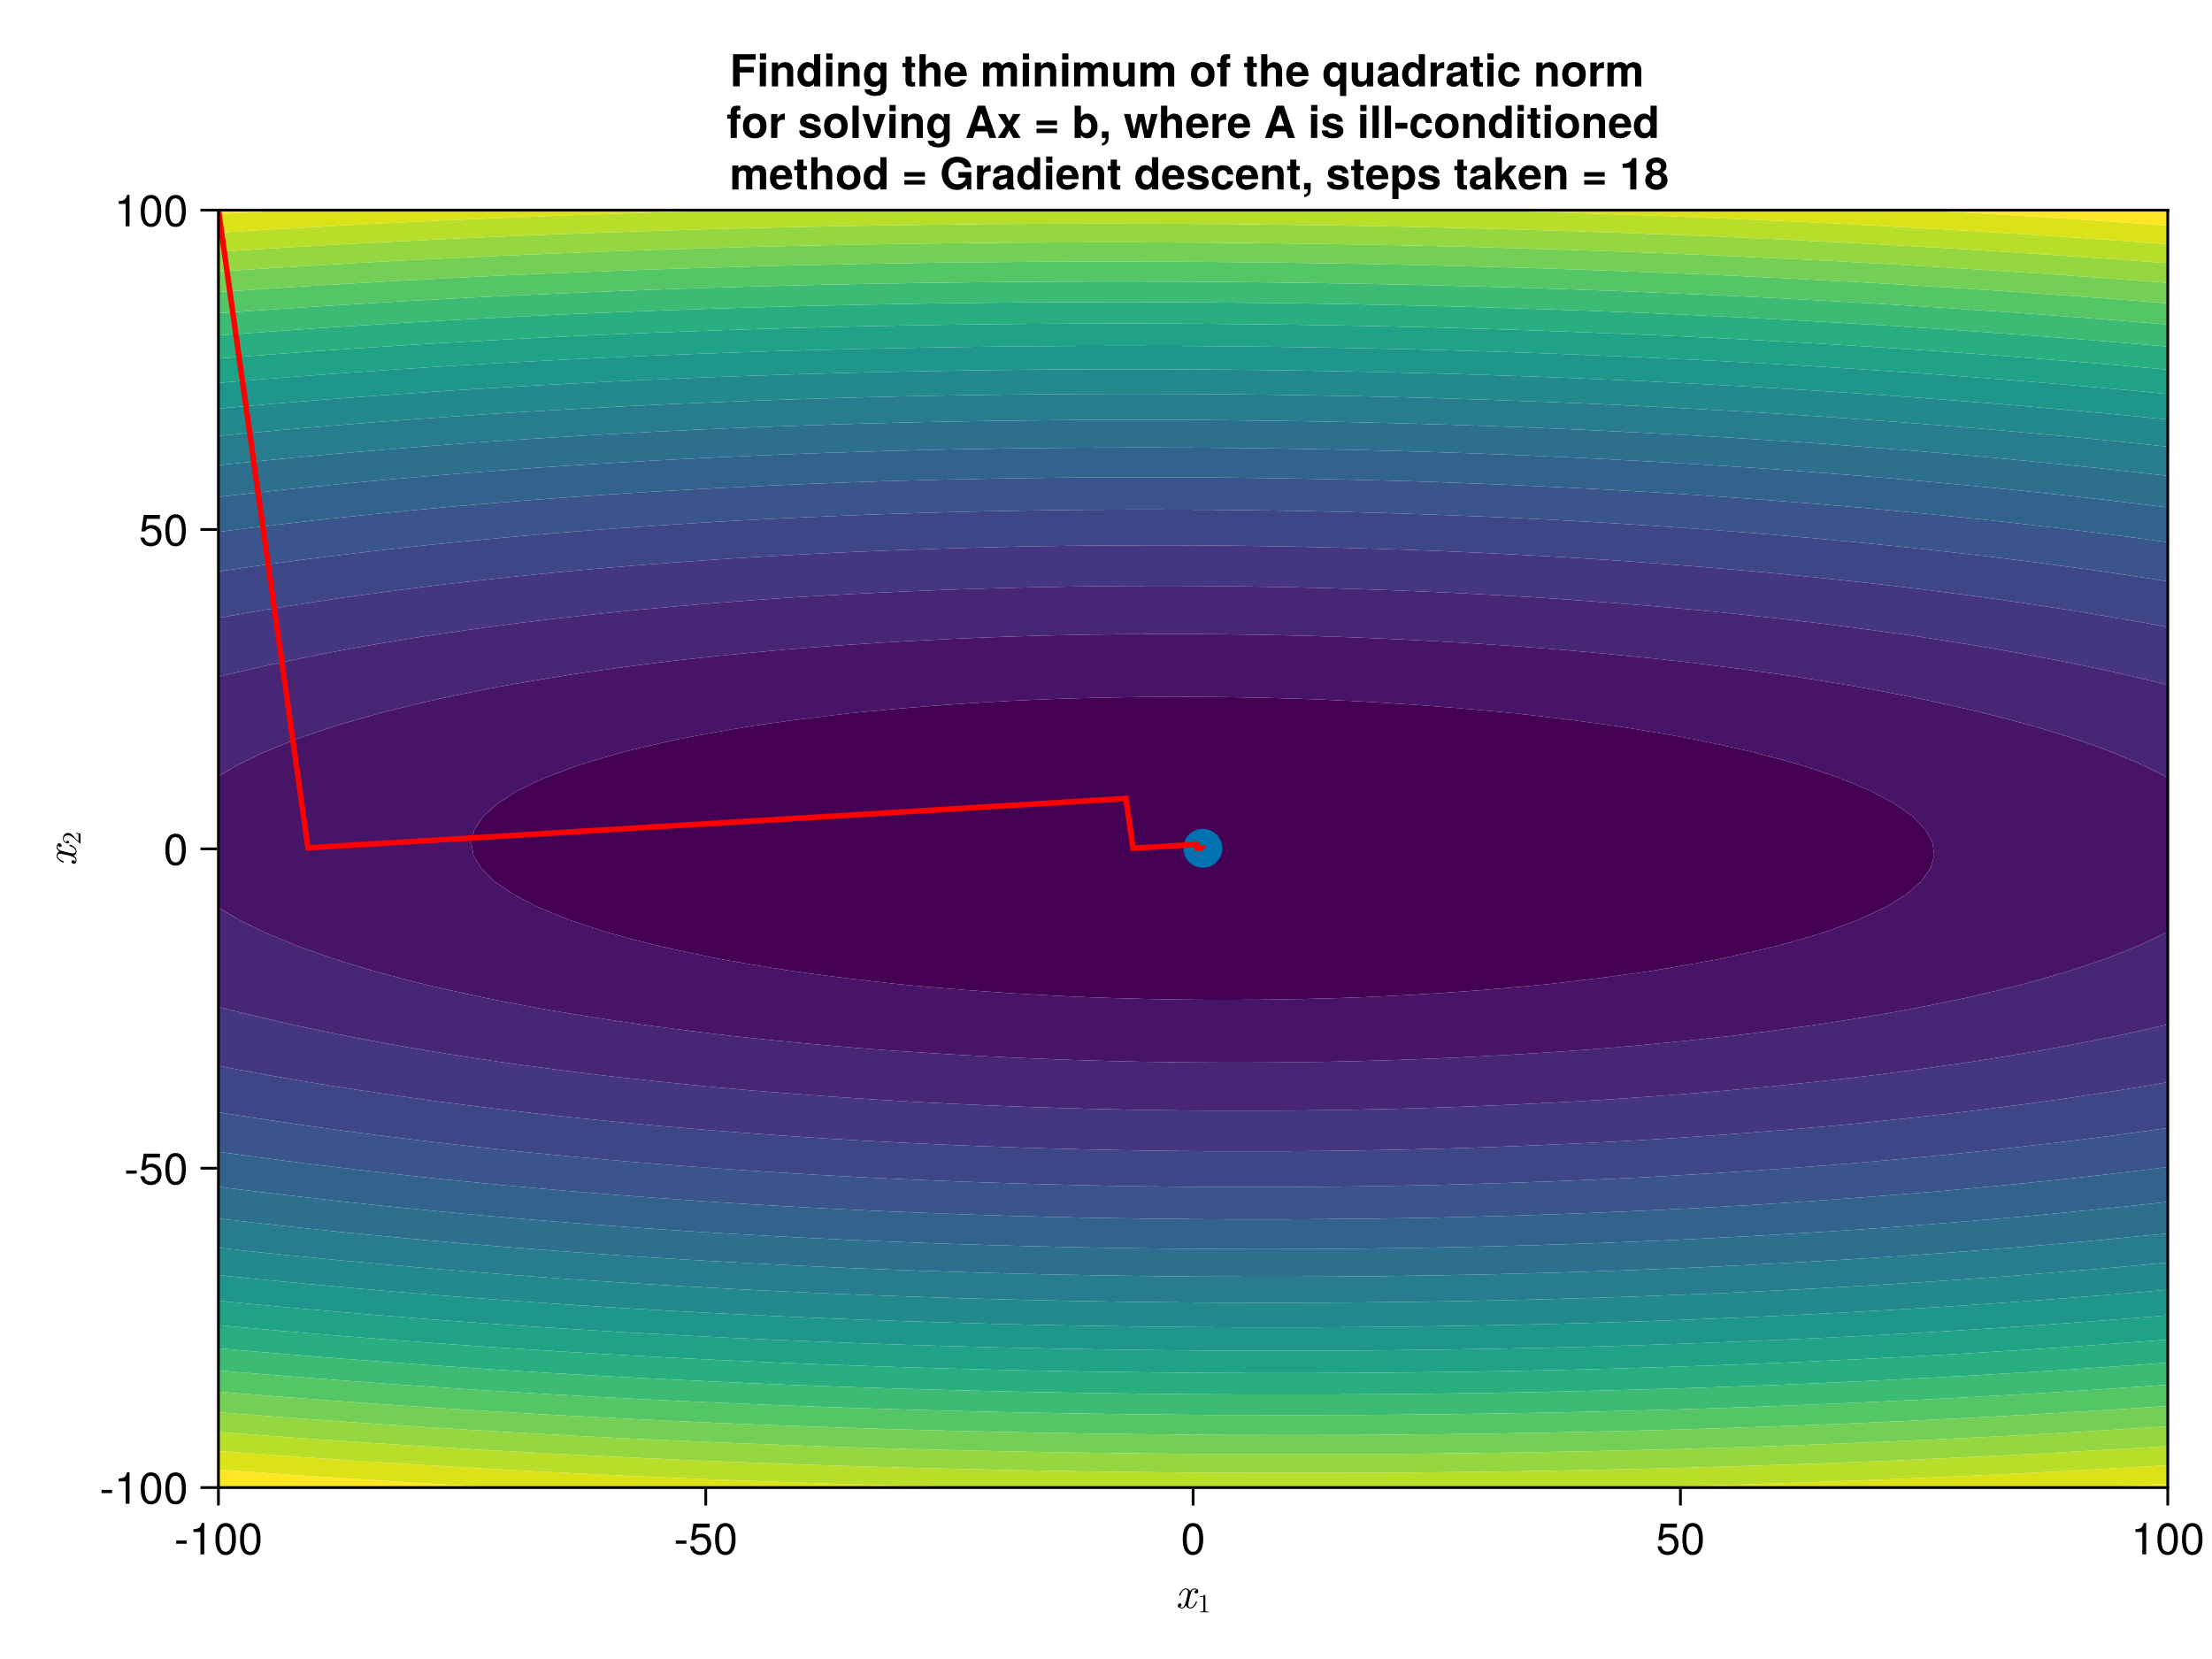 Finding the minimum of the quadratic norm
for solving Ax = b, where A is ill-conditioned
method = Gradient descent, steps taken = 18
100
50
0
-50
-100
x₂
-100
-50
0
50
100
x₁